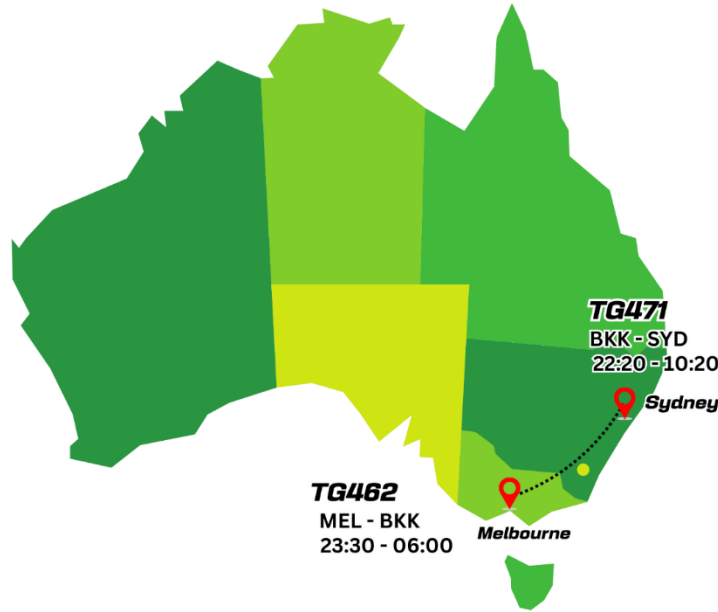 TG471
BKK - SYD
22:20 - 10:20
Sydney
TG462
MEL - BKK
23:30 - 06:00
Melbourne